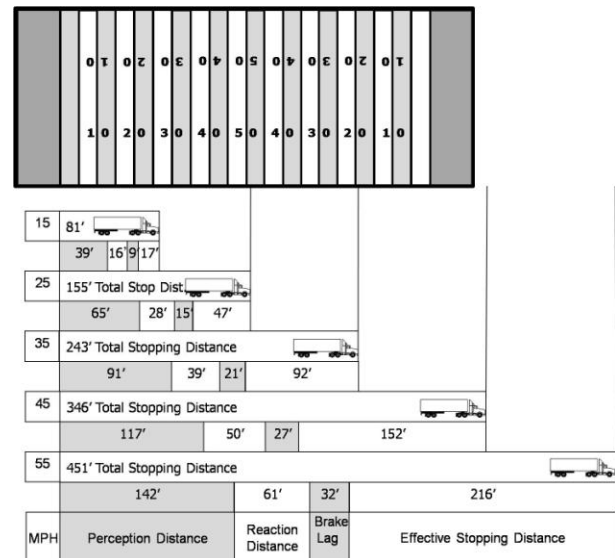 0 1 0 2 0 3 0 4 0 5 0 4 0 3 0 2 0 1
1 0 2 0 3 0 4 0 5 0 4 0 3 0 2 0 1 0
15 81′
39′ 16′ 9′ 17′
25 155′ Total Stop Dist.
65′ 28′ 15′ 47′
35 243′ Total Stopping Distance
91′ 39′ 21′ 92′
45 346′ Total Stopping Distance
117′ 50′ 27′ 152′
55 451′ Total Stopping Distance
142′ 61′ 32′ 216′
MPH Perception Distance Reaction Distance Brake Lag Effective Stopping Distance